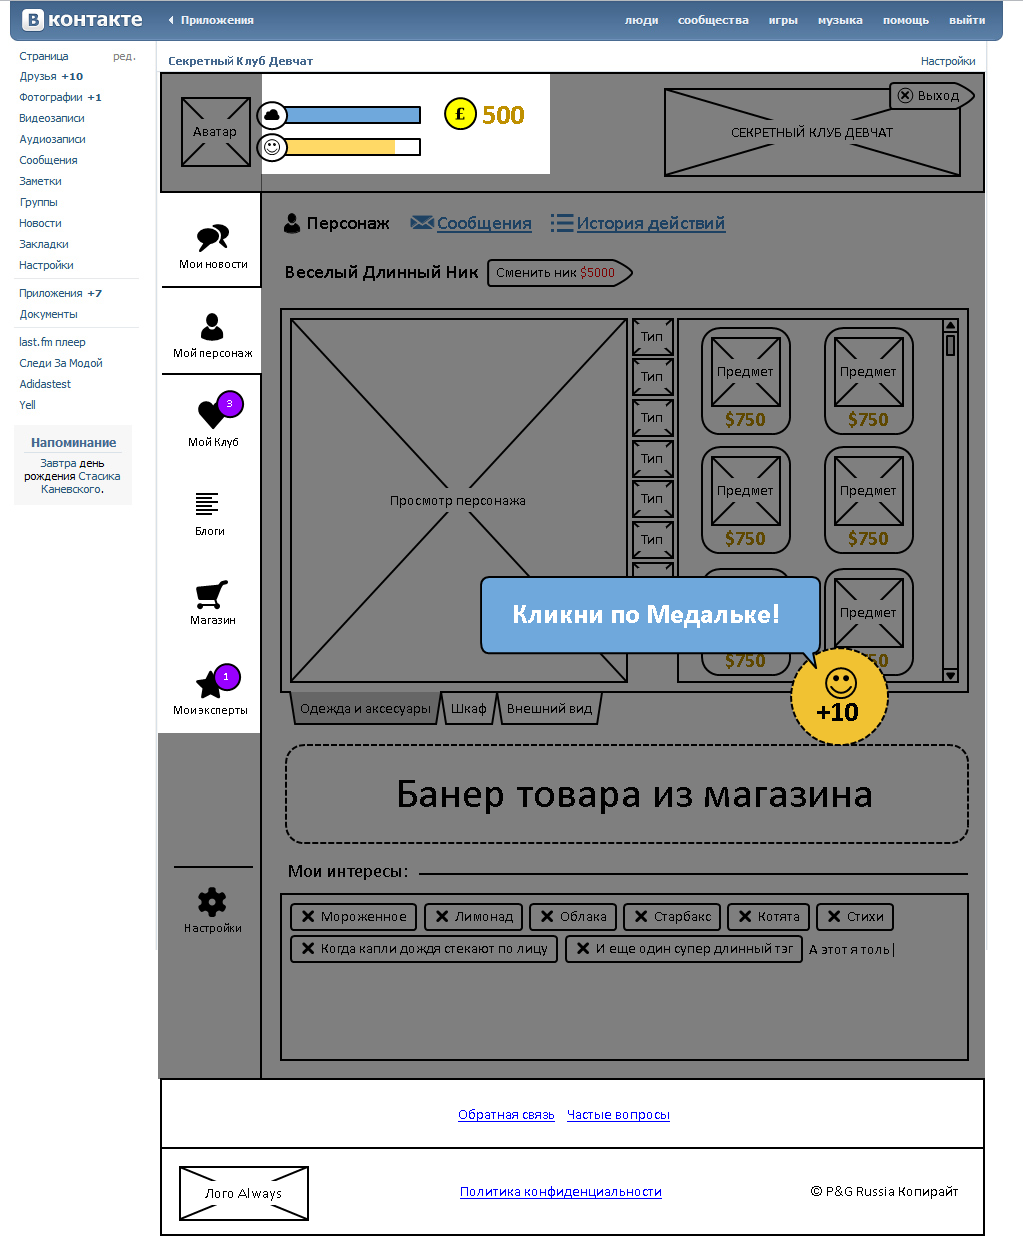 В контакте
Приложения
люди сообщества игры музыка помощь выйти
Страница ред.
Друзья +10
Фотографии +1
Видеозаписи
Аудиозаписи
Сообщения
Заметки
Группы
Новости
Закладки
Настройки
Приложения +7
Документы
last.fm плеер
Следи За Модой
Adidastest
Yell
Напоминание
Завтра день
рождения Стасика
Каневского.
Секретный Клуб Девчат
Настройки
Аватар
£ 500
СЕКРЕТНЫЙ КЛУБ ДЕВЧАТ
Выход
Мои новости
Мой персонаж
3
Мой Клуб
Блоги
Магазин
1
Мои эксперты
Настройки
Персонаж Сообщения История действий
Веселый Длинный Ник Сменить ник $5000
Просмотр персонажа
Тип
Тип
Тип
Тип
Тип
Тип
Предмет Предмет
$750 $750
Предмет Предмет
$750 $750
Предмет
$750 $750
Кликни по Медальке!
+10
Одежда и аксесуары Шкаф Внешний вид
Банер товара из магазина
Мои интересы:
Мороженное Лимонад Облака Старбакс Котята Стихи
Когда капли дождя стекают по лицу И еще один супер длинный тэг А этот я толь
Обратная связь Частые вопросы
Лого Always
Политика конфиденциальности
© P&G Russia Копирайт